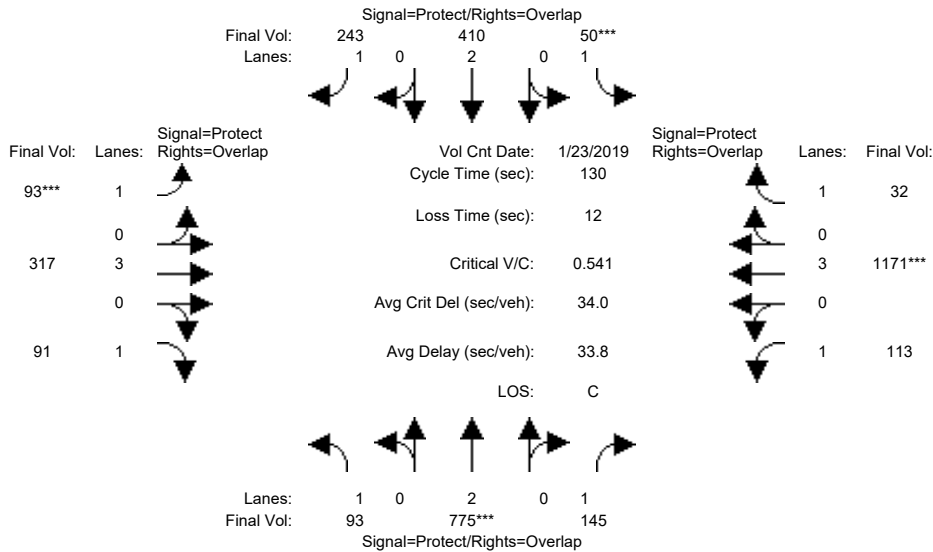 Signal=Protect/Rights=Overlap
Final Vol: 243 410 50***
Lanes: 1 0 2 0 1
Signal=Protect
Final Vol: Lanes: Rights=Overlap
Vol Cnt Date: 1/23/2019
Signal=Protect
Rights=Overlap Lanes: Final Vol:
Cycle Time (sec): 130
93*** 1
1 32
Loss Time (sec): 12
0
0
317 3
Critical V/C: 0.541
3 1171***
0
Avg Crit Del (sec/veh): 34.0
0
91 1
Avg Delay (sec/veh): 33.8
1 113
LOS: C
Lanes: 1 0 2 0 1
Final Vol: 93 775*** 145
Signal=Protect/Rights=Overlap